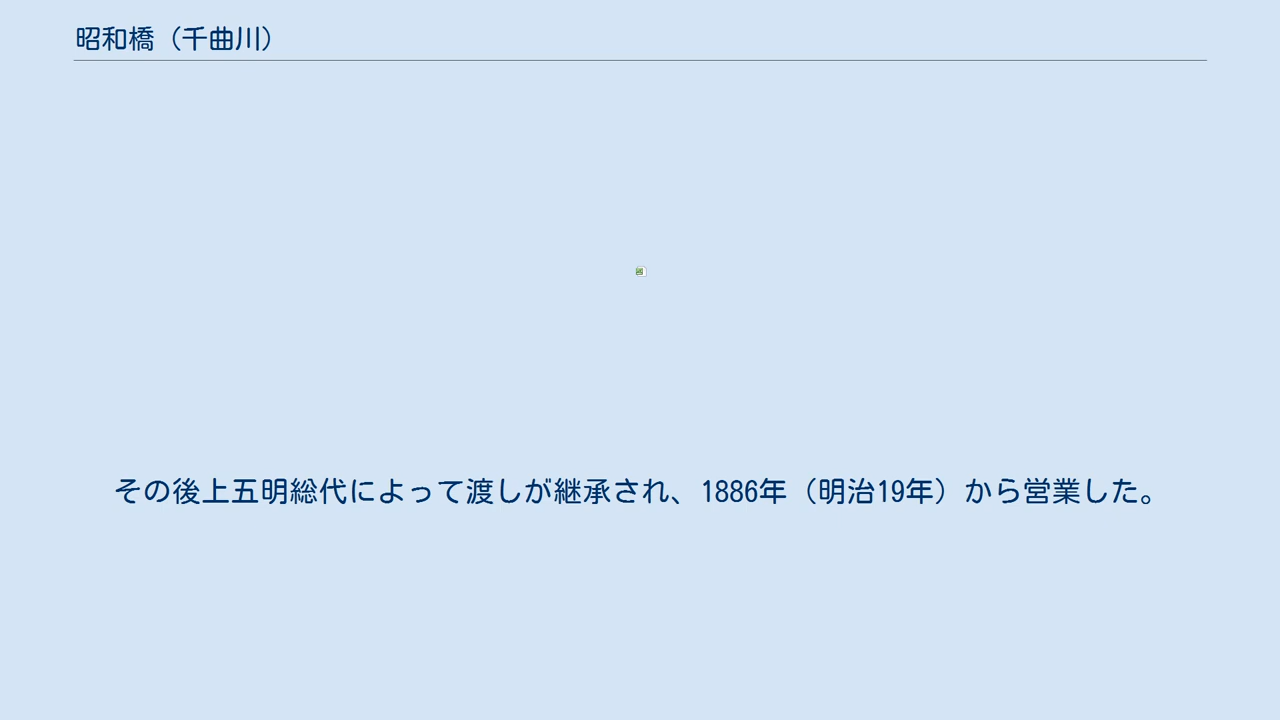 昭和橋（千曲川）
その後上五明総代によって渡しが継承され、1886年（明治19年）から営業した。